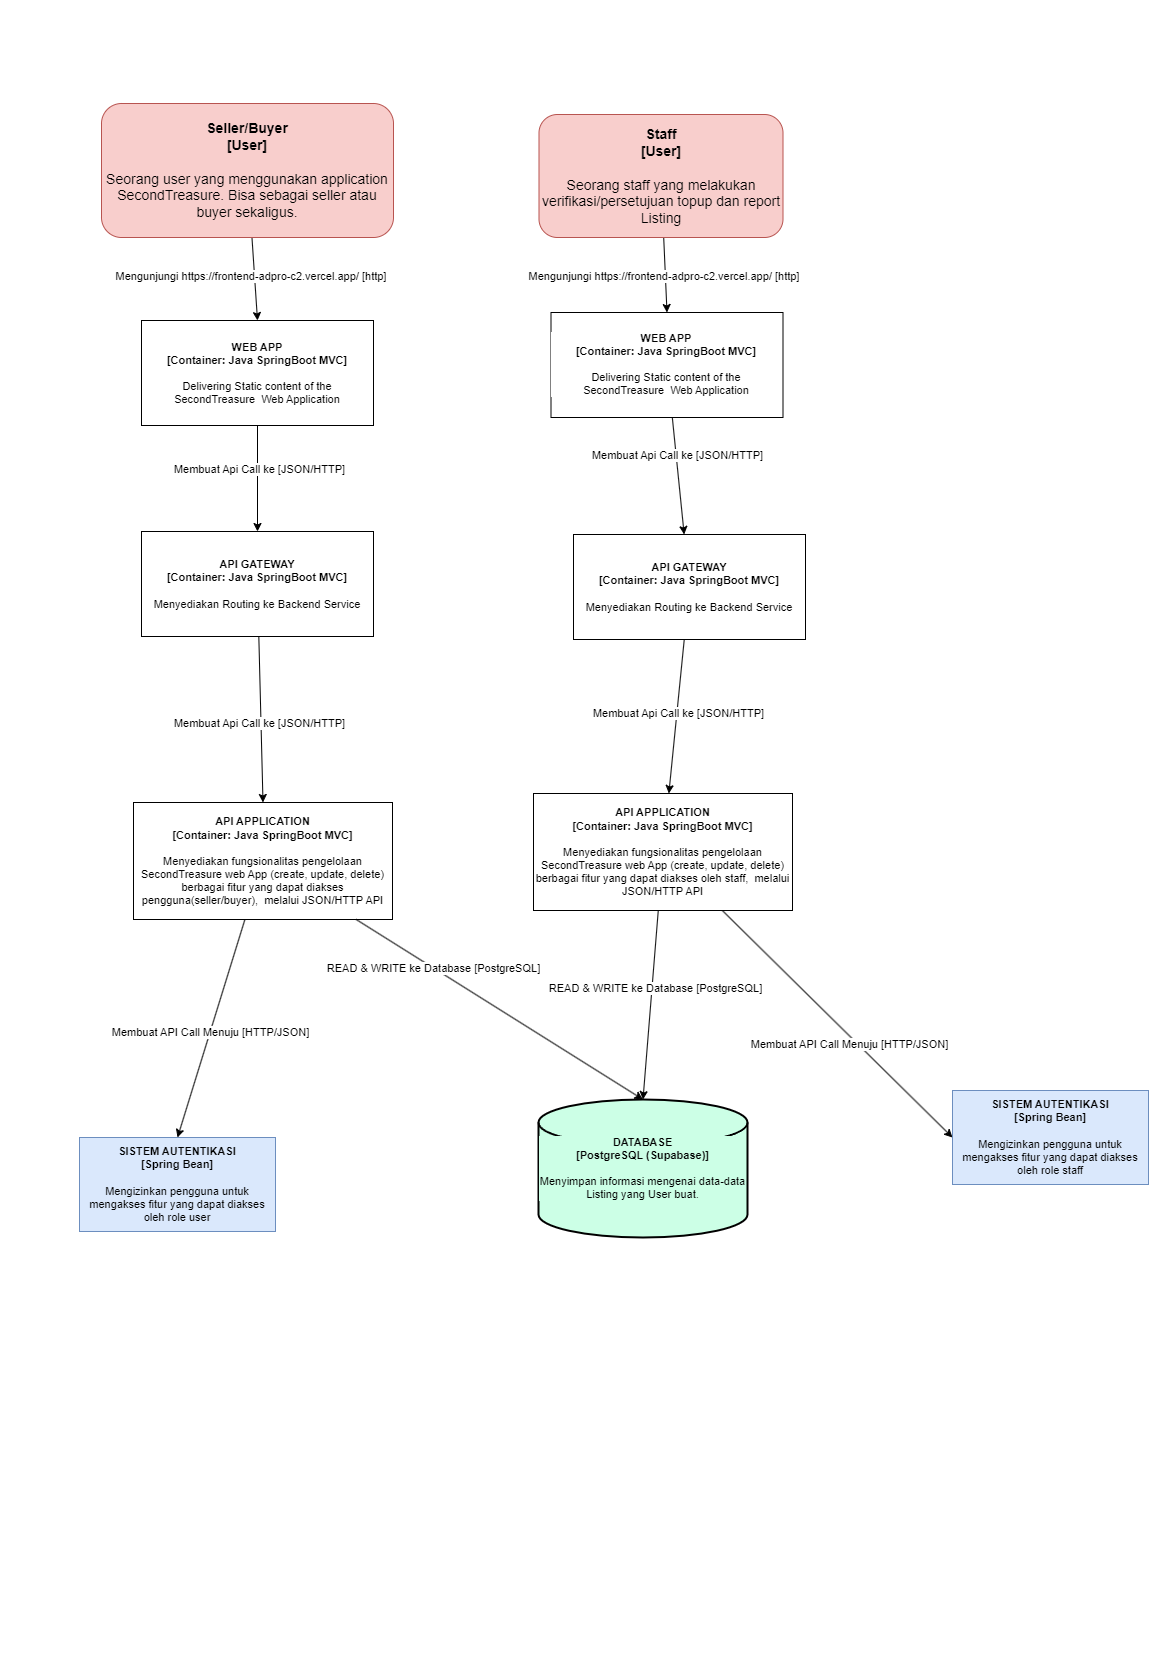 Seller/Buyer
[User]
Seorang user yang menggunakan application
SecondTreasure. Bisa sebagai seller atau
buyer sekaligus.
Staff
[User]
Seorang staff yang melakukan
verifikasi/persetujuan topup dan report
Listing
Mengunjungi https://frontend-adpro-c2.vercel.app/ [http]
Mengunjungi https://frontend-adpro-c2.vercel.app/ [http]
WEB APP
[Container: Java SpringBoot MVC]
Delivering Static content of the
SecondTreasure  Web Application
WEB APP
[Container: Java SpringBoot MVC]
Delivering Static content of the
SecondTreasure  Web Application
Membuat Api Call ke [JSON/HTTP]
Membuat Api Call ke [JSON/HTTP]
API GATEWAY
[Container: Java SpringBoot MVC]
Menyediakan Routing ke Backend Service
API GATEWAY
[Container: Java SpringBoot MVC]
Menyediakan Routing ke Backend Service
Membuat Api Call ke [JSON/HTTP]
Membuat Api Call ke [JSON/HTTP]
API APPLICATION
[Container: Java SpringBoot MVC]
Menyediakan fungsionalitas pengelolaan
SecondTreasure web App (create, update, delete)
berbagai fitur yang dapat diakses
pengguna(seller/buyer),  melalui JSON/HTTP API
API APPLICATION
[Container: Java SpringBoot MVC]
Menyediakan fungsionalitas pengelolaan
SecondTreasure web App (create, update, delete)
berbagai fitur yang dapat diakses oleh staff,  melalui
JSON/HTTP API
READ & WRITE ke Database [PostgreSQL]
READ & WRITE ke Database [PostgreSQL]
Membuat API Call Menuju [HTTP/JSON]
Membuat API Call Menuju [HTTP/JSON]
SISTEM AUTENTIKASI
[Spring Bean]
Mengizinkan pengguna untuk
mengakses fitur yang dapat diakses
oleh role user
DATABASE
[PostgreSQL (Supabase)]
Menyimpan informasi mengenai data-data
Listing yang User buat.
SISTEM AUTENTIKASI
[Spring Bean]
Mengizinkan pengguna untuk
mengakses fitur yang dapat diakses
oleh role staff